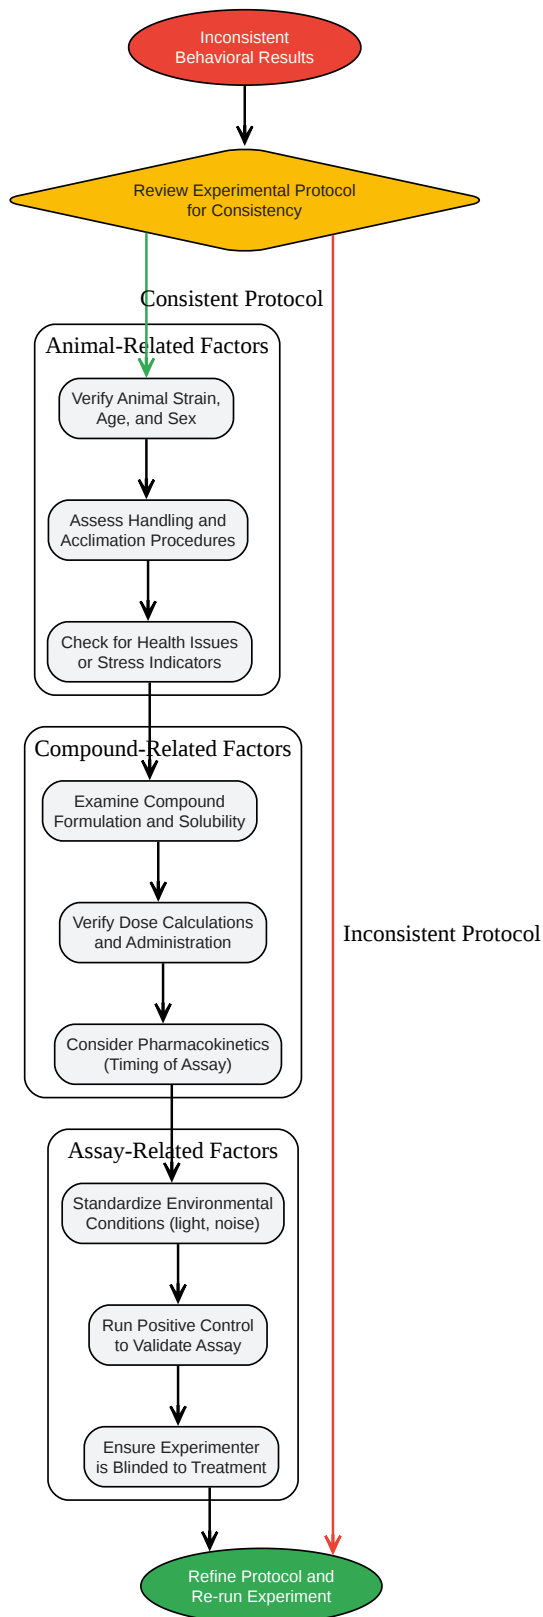 Inconsistent
Behavioral Results
Review Experimental Protocol
for Consistency
Consistent Protocol
Animal-Related Factors
Verify Animal Strain,
Age, and Sex
Assess Handling and
Acclimation Procedures
Check for Health Issues
or Stress Indicators
Compound-Related Factors
Examine Compound
Formulation and Solubility
Verify Dose Calculations
and Administration
Inconsistent Protocol
Consider Pharmacokinetics
(Timing of Assay)
Assay-Related Factors
Standardize Environmental
Conditions (light, noise)
Run Positive Control
to Validate Assay
Ensure Experimenter
is Blinded to Treatment
Refine Protocol and
Re-run Experiment